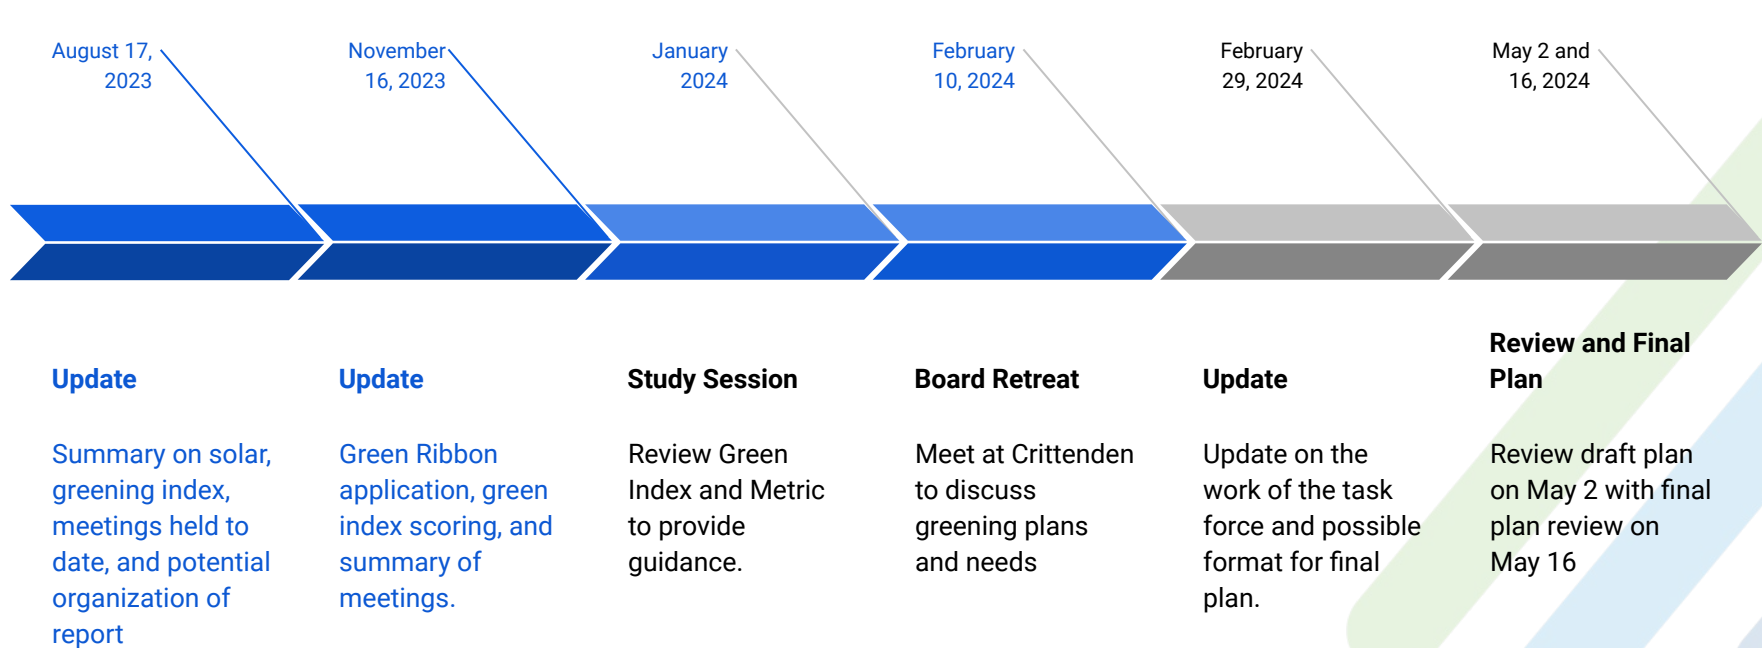 August 17,
2023
November
16, 2023
January
2024
February
10, 2024
February
29, 2024
May 2 and
16, 2024
Update
Summary on solar,
greening index,
meetings held to
date, and potential
organization of
report
Update
Green Ribbon
application, green
index scoring, and
summary of
meetings.
Study Session
Review Green
Index and Metric
to provide
guidance.
Board Retreat
Meet at Crittenden
to discuss
greening plans
and needs
Update
Update on the
work of the task
force and possible
format for final
plan.
Review and Final
Plan
Review draft plan
on May 2 with final
plan review on
May 16